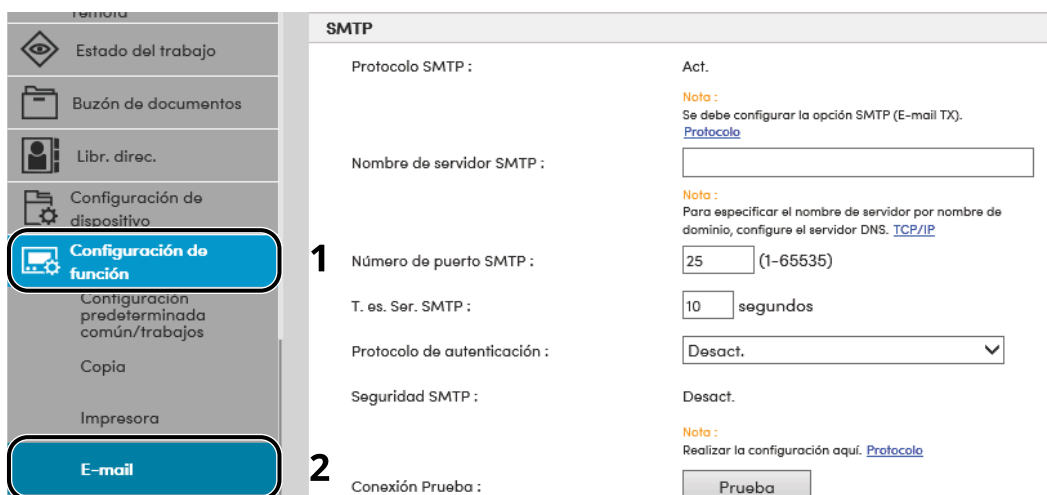 remota
Estado del trabajo
Buzón de documentos
Libr. direc.
Configuración de
dispositivo
Configuración de
función
1
Configuración
predeterminada
común/trabajos
Copia
Impresora
E-mail
2
SMTP
Protocolo SMTP :
Act.
Nota :
Se debe configurar la opción SMTP (E-mail TX).
Protocolo
Nombre de servidor SMTP :
Nota :
Para especificar el nombre de servidor por nombre de
dominio, configure el servidor DNS. TCP/IP
Número de puerto SMTP :
25 (1-65535)
T. es. Ser. SMTP :
10 segundos
Protocolo de autenticación :
Desact.
Seguridad SMTP :
Desact.
Nota :
Realizar la configuración aquí. Protocolo
Conexión Prueba :
Prueba